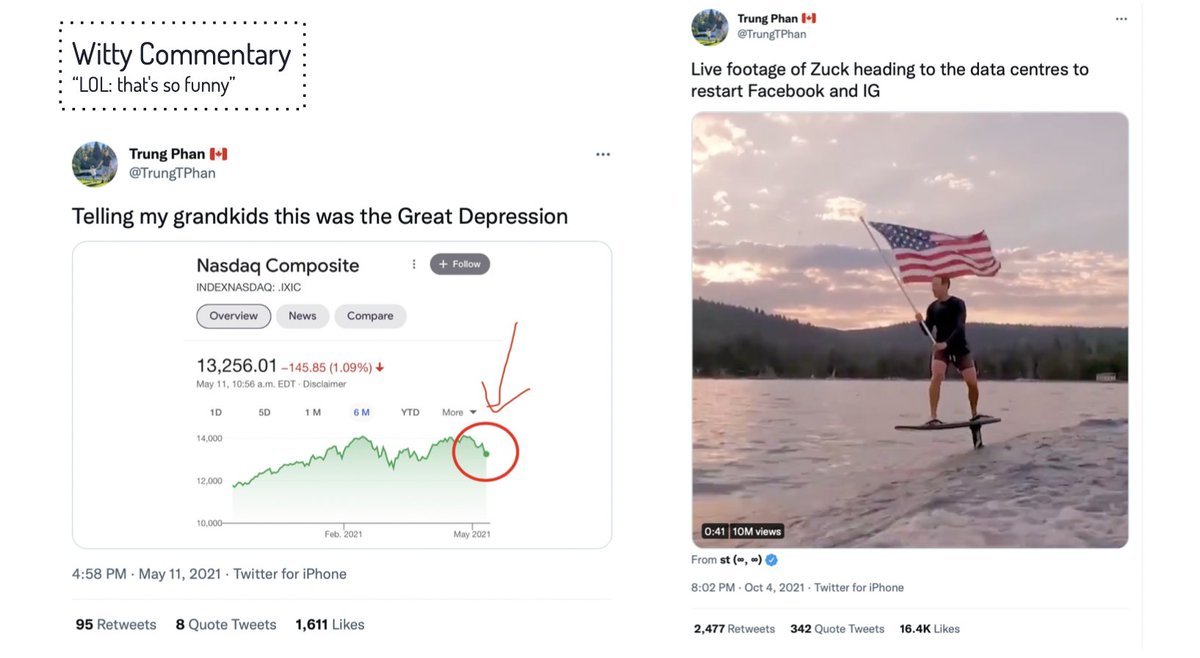 Witty Commentary
“LOL: that's so funny”
Trung Phan 🇨🇦
@TrungTPhan
Telling my grandkids this was the Great Depression
Nasdaq Composite
+ Follow
INDEXNASDAQ: .IXIC
Overview News Compare
13,256.01 –145.85 (1.09%) ↓
May 11, 10:56 a.m. EDT · Disclaimer
1D 5D 1 M 6 M YTD More
14,000
12,000
10,000
Feb. 2021 May 2021
4:58 PM · May 11, 2021 · Twitter for iPhone
95 Retweets 8 Quote Tweets 1,611 Likes
Trung Phan 🇨🇦
@TrungTPhan
Live footage of Zuck heading to the data centres to
restart Facebook and IG
0:41 10M views
From st (∞, ∞)
8:02 PM · Oct 4, 2021 · Twitter for iPhone
2,477 Retweets 342 Quote Tweets 16.4K Likes